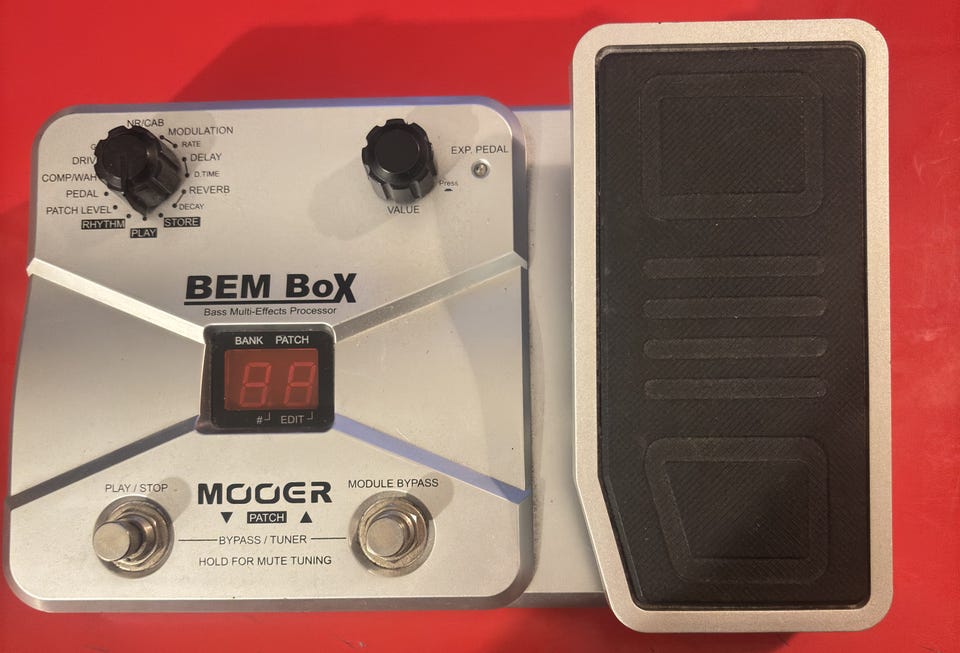 NR/CAB
MODULATION
RATE
DRIV
DELAY
COMP/WAH
D.TIME
PEDAL
REVERB
PATCH LEVEL
DECAY
RHYTHM
PLAY
STORE
EXP. PEDAL
Press
VALUE
BEM BoX
Bass Multi-Effects Processor
BANK PATCH
# EDIT
PLAY / STOP
MOOER
MODULE BYPASS
▼ PATCH ▲
BYPASS / TUNER
HOLD FOR MUTE TUNING